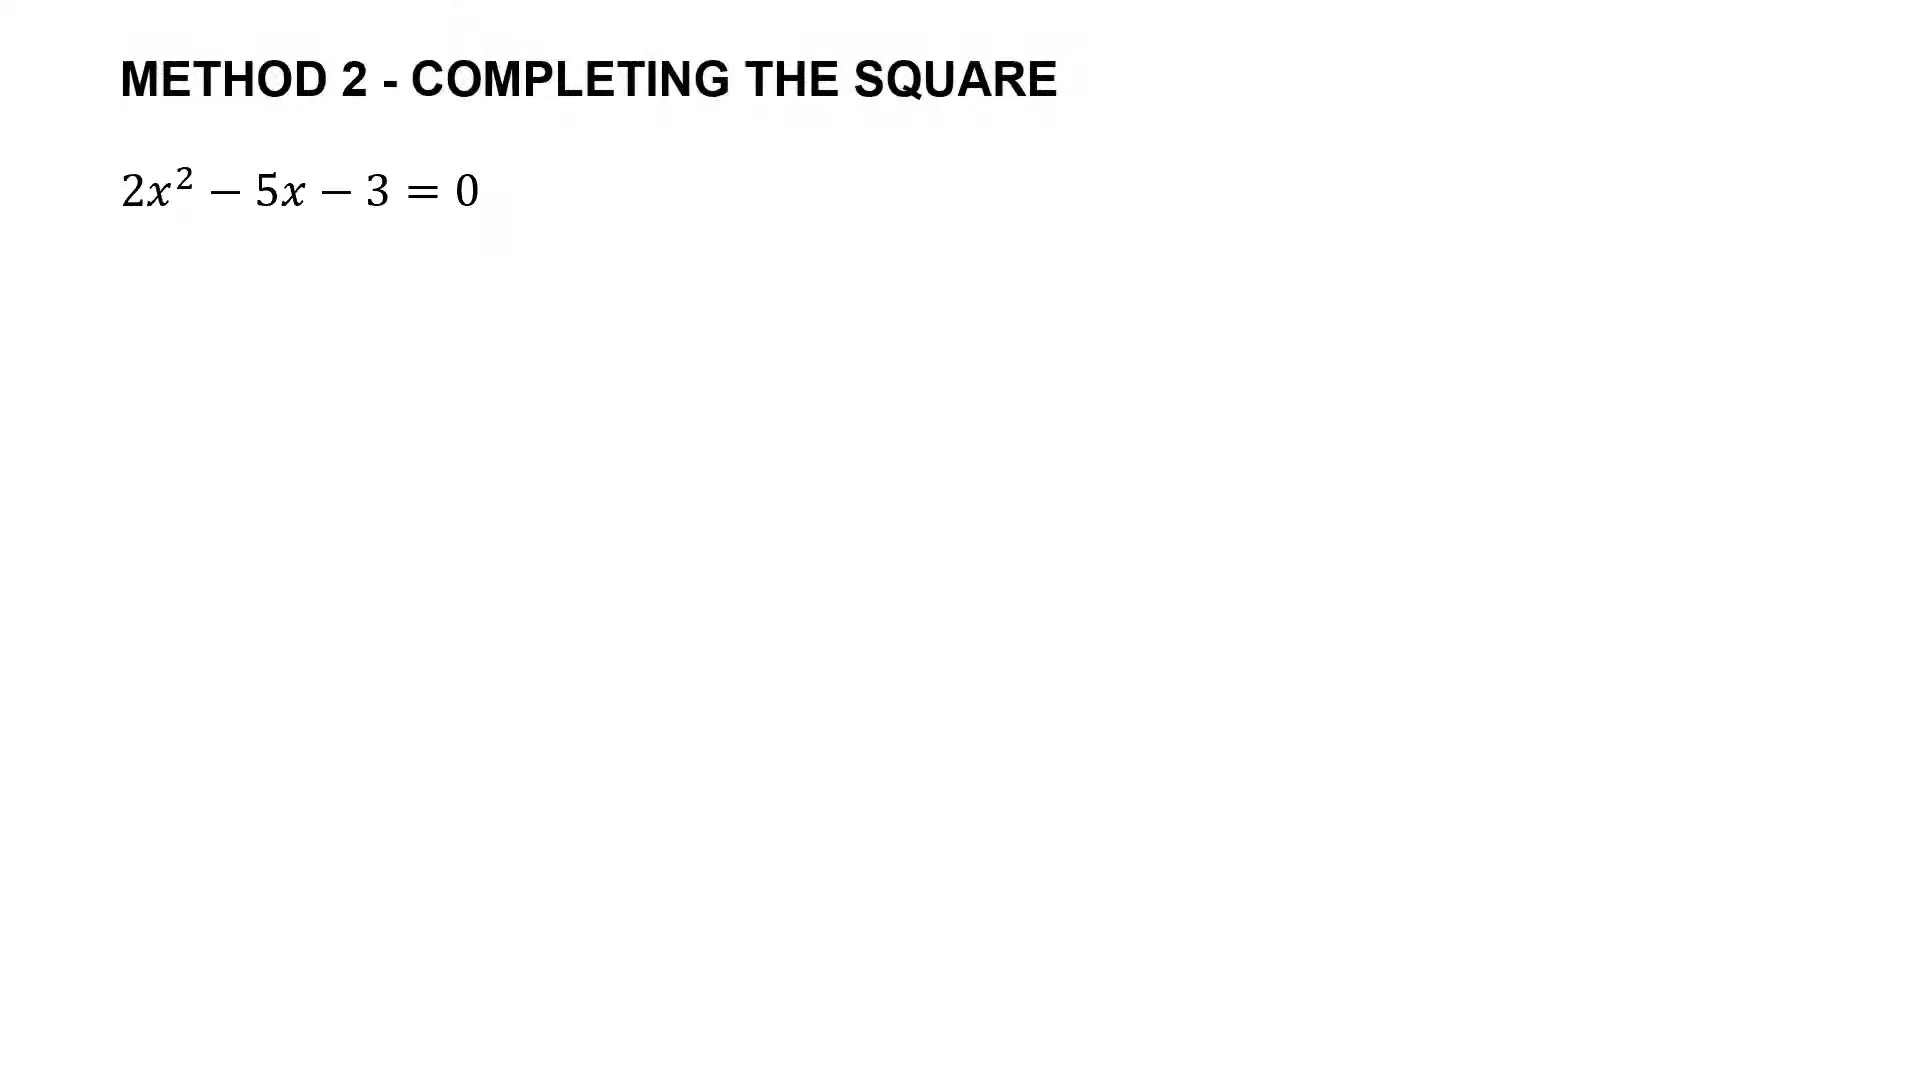 METHOD 2 - COMPLETING THE SQUARE
2x² − 5x − 3 = 0